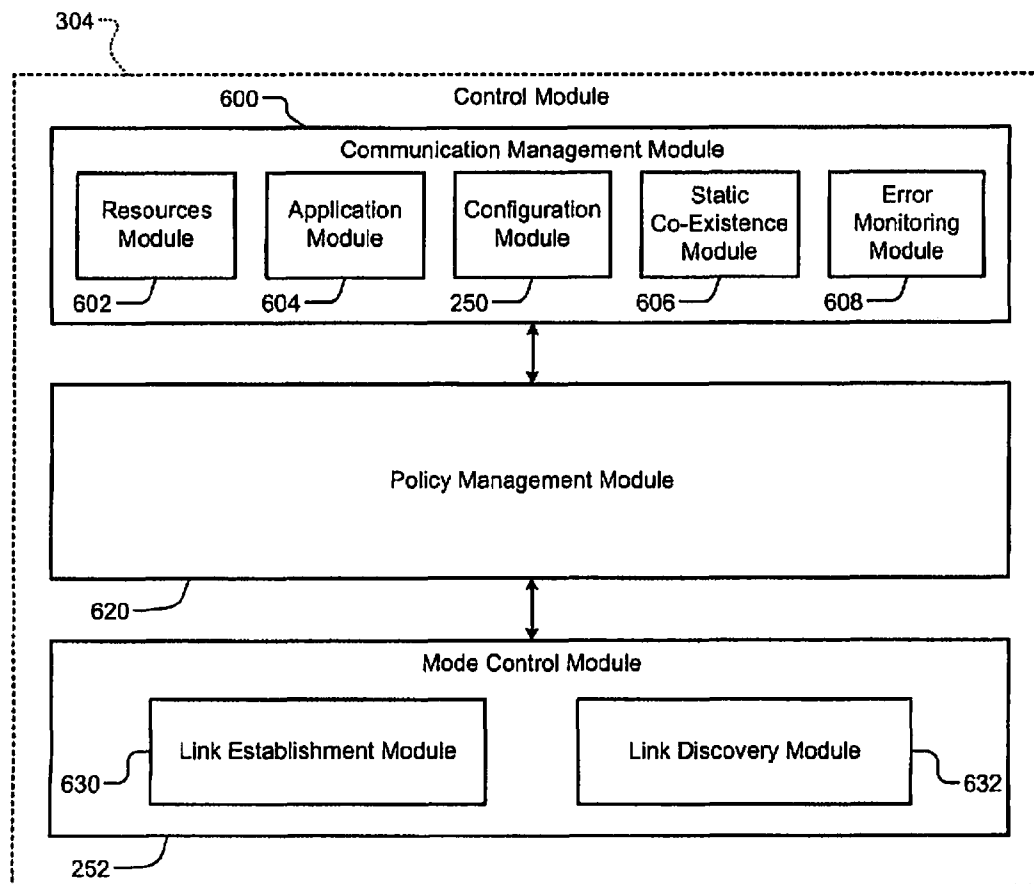 304
Control Module
600
Communication Management Module
Resources
Module
Application
Module
Configuration
Module
Static
Co-Existence
Module
Error
Monitoring
Module
602
604
250
606
608
Policy Management Module
620
Mode Control Module
Link Establishment Module
Link Discovery Module
630
632
252